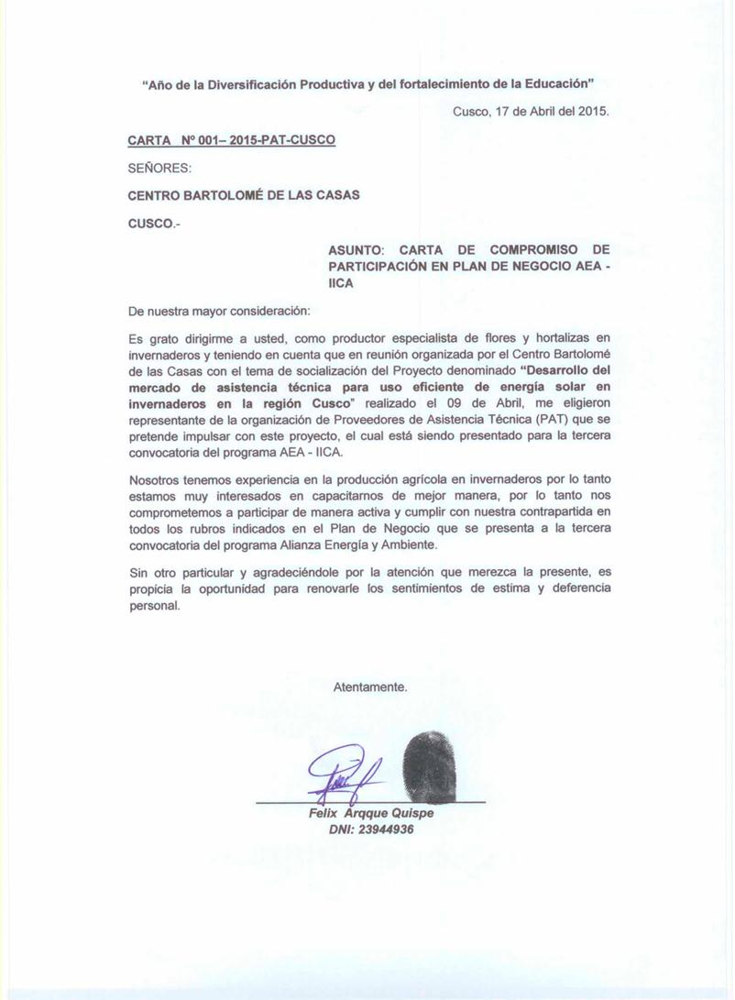 “Año de la Diversificación Productiva y del fortalecimiento de la Educación”
Cusco, 17 de Abril del 2015.
CARTA Nº 001– 2015-PAT-CUSCO
SEÑORES:
CENTRO BARTOLOMÉ DE LAS CASAS
CUSCO.-
ASUNTO: CARTA DE COMPROMISO DE
PARTICIPACIÓN EN PLAN DE NEGOCIO AEA -
IICA
De nuestra mayor consideración:
Es grato dirigirme a usted, como productor especialista de flores y hortalizas en
invernaderos y teniendo en cuenta que en reunión organizada por el Centro Bartolomé
de las Casas con el tema de socialización del Proyecto denominado “Desarrollo del
mercado de asistencia técnica para uso eficiente de energía solar en
invernaderos en la región Cusco” realizado el 09 de Abril, me eligieron
representante de la organización de Proveedores de Asistencia Técnica (PAT) que se
pretende impulsar con este proyecto, el cual está siendo presentado para la tercera
convocatoria del programa AEA - IICA.
Nosotros tenemos experiencia en la producción agrícola en invernaderos por lo tanto
estamos muy interesados en capacitarnos de mejor manera, por lo tanto nos
comprometemos a participar de manera activa y cumplir con nuestra contrapartida en
todos los rubros indicados en el Plan de Negocio que se presenta a la tercera
convocatoria del programa Alianza Energía y Ambiente.
Sin otro particular y agradeciéndole por la atención que merezca la presente, es
propicia la oportunidad para renovarle los sentimientos de estima y deferencia
personal.
Atentamente.
Felix Arqque Quispe
DNI: 23944936